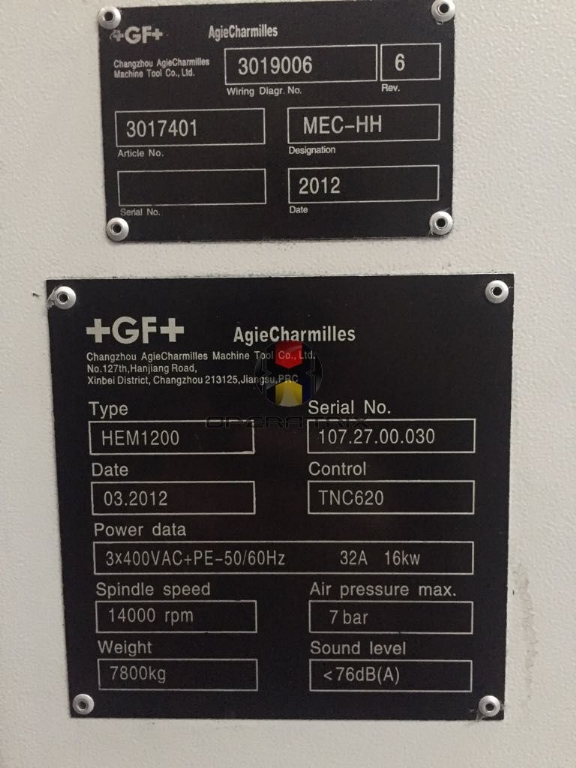 +GF+ AgieCharmilles
Changzhou AgieCharmilles
Machine Tool Co., Ltd.
3019006 6
Wiring Diagr. No. Rev.
3017401 MEC-HH
Article No. Designation
2012
Serial No. Date
+GF+ AgieCharmilles
Changzhou AgieCharmilles Machine Tool Co., Ltd.
No.127th,Hanjiang Road,
Xinbei District, Changzhou 213125,Jiangsu,PRC
Type Serial No.
HEM1200 107.27.00.030
OPERATRIX
Date Control
03.2012 TNC620
Power data
3×400VAC+PE-50/60Hz 32A 16kw
Spindle speed Air pressure max.
14000 rpm 7 bar
Weight Sound level
7800kg <76dB(A)